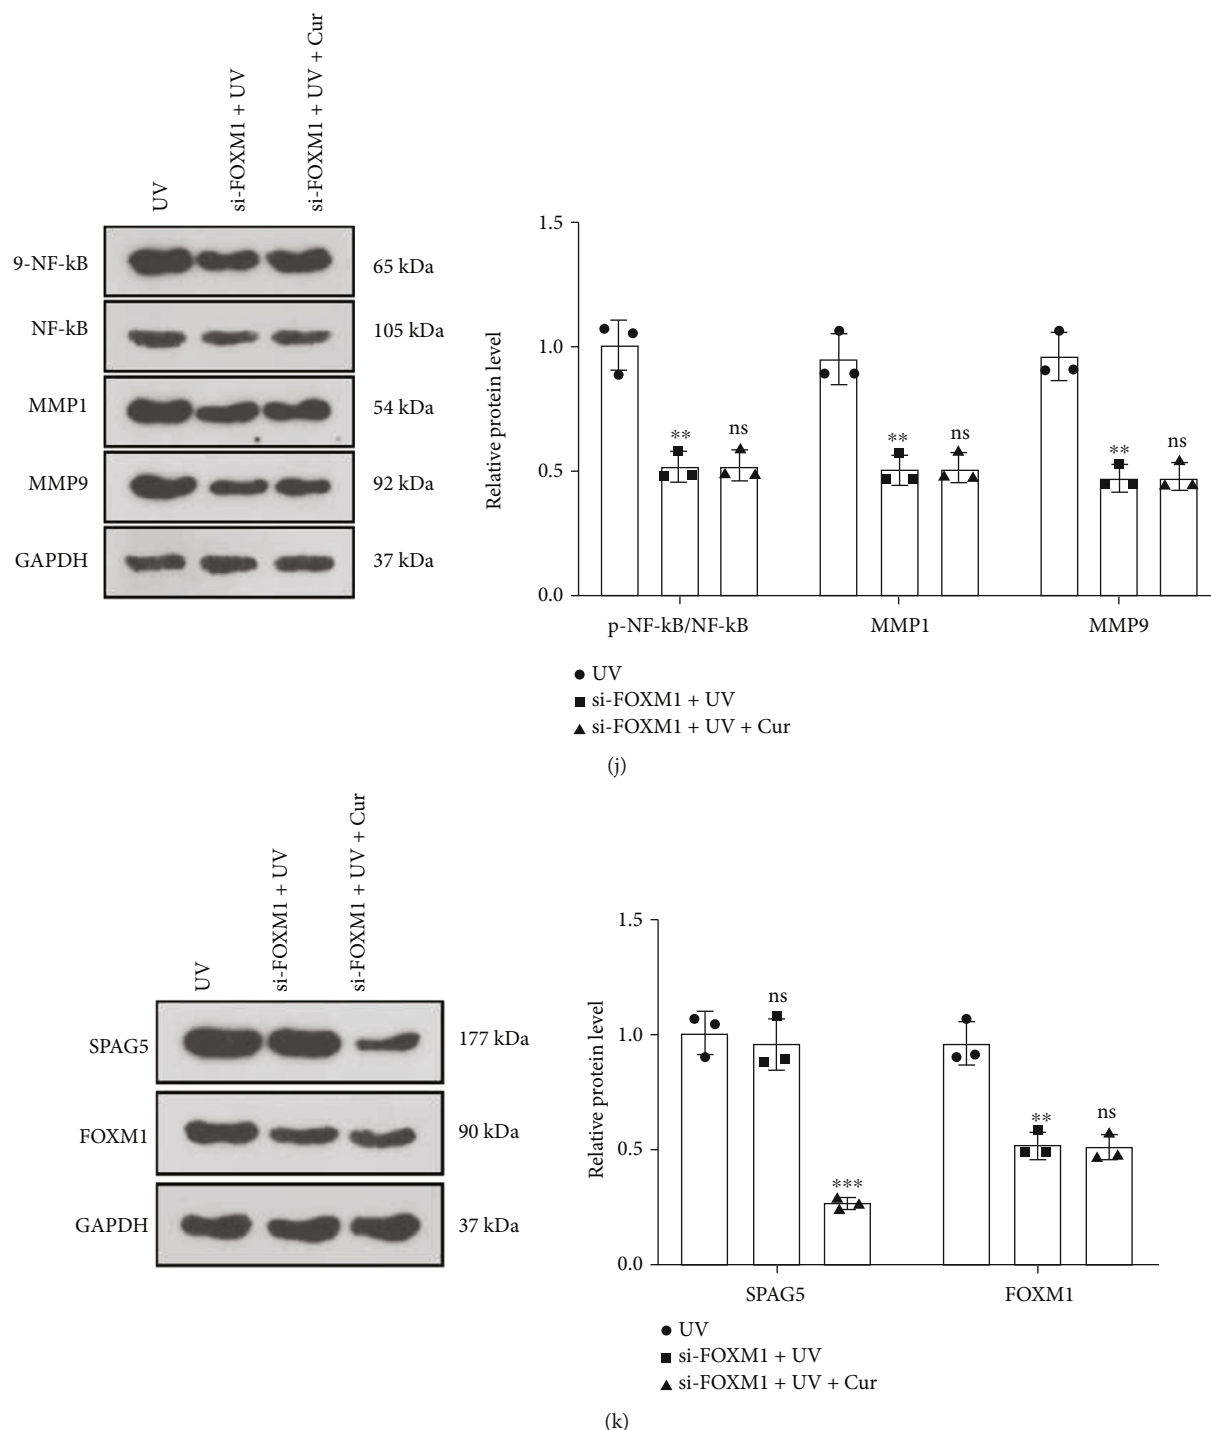 UV
si-FOXM1 + UV
si-FOXM1 + UV + Cur
9-NF-kB
65 kDa
NF-kB
105 kDa
MMP1
54 kDa
MMP9
92 kDa
GAPDH
37 kDa
Relative protein level
1.5
1.0
0.5
0.0
**
ns
**
ns
**
ns
p-NF-kB/NF-kB
MMP1
MMP9
UV
si-FOXM1 + UV
si-FOXM1 + UV + Cur
(j)
UV
si-FOXM1 + UV
si-FOXM1 + UV + Cur
SPAG5
177 kDa
FOXM1
90 kDa
GAPDH
37 kDa
Relative protein level
1.5
1.0
0.5
0.0
ns
***
**
ns
SPAG5
FOXM1
UV
si-FOXM1 + UV
si-FOXM1 + UV + Cur
(k)